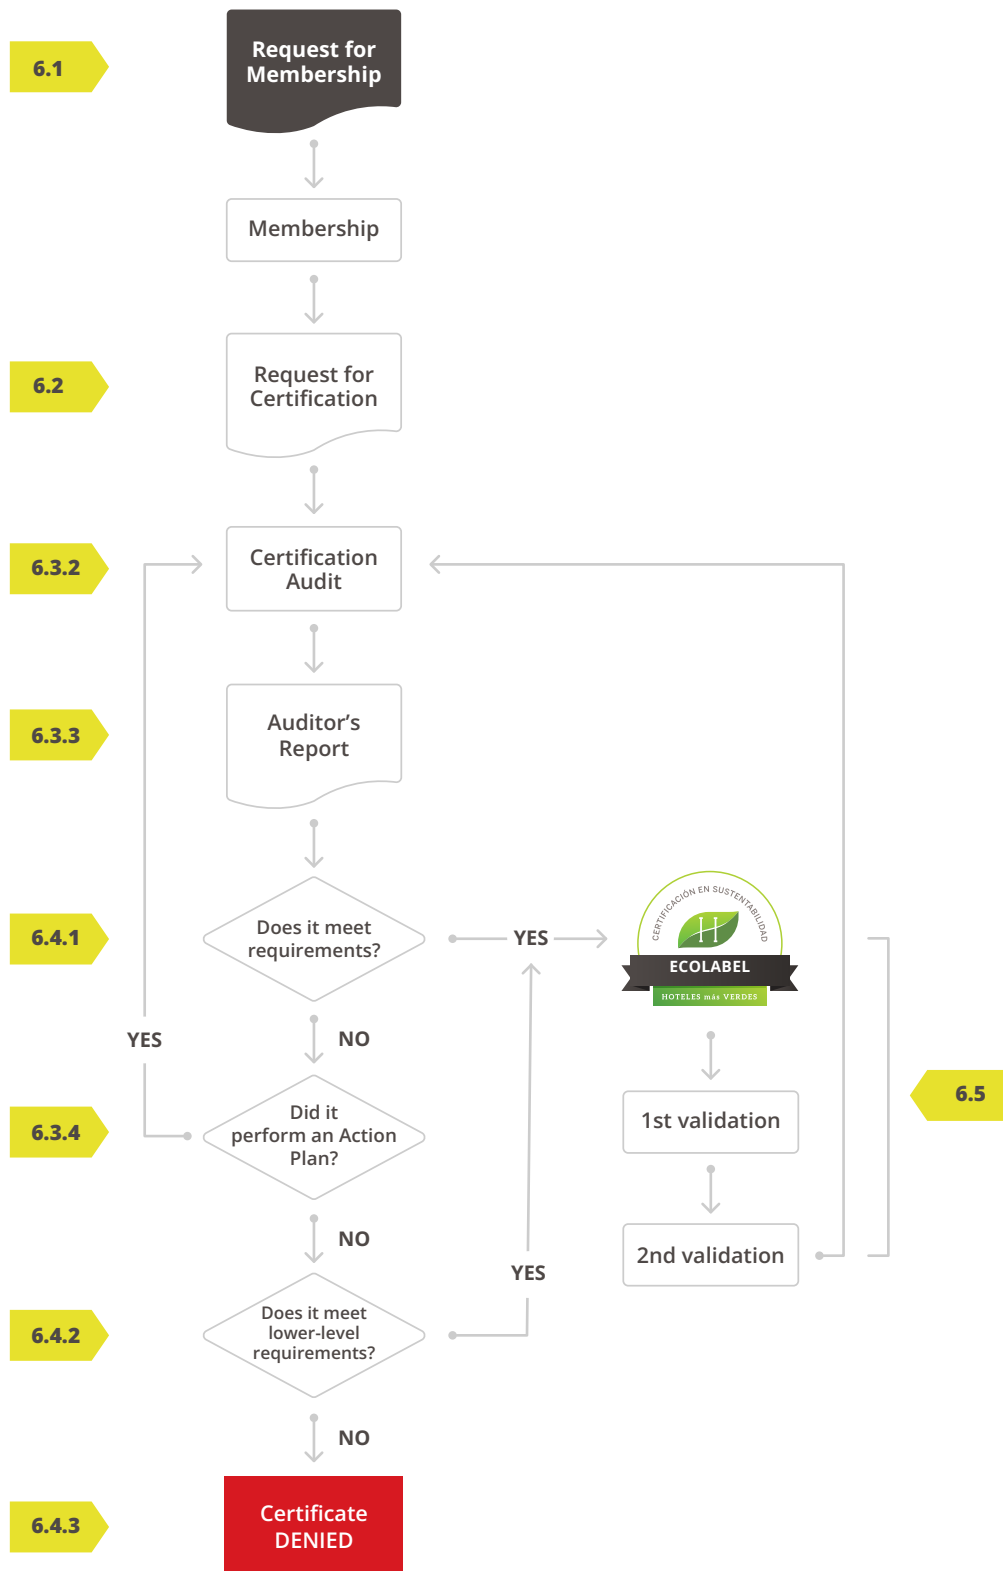 6.1
Request for
Membership
Membership
6.2
Request for
Certification
6.3.2
Certification
Audit
6.3.3
Auditor’s
Report
6.4.1
Does it meet
requirements?
YES
CERTIFICACIÓN EN SUSTENTABILIDAD
H
ECOLABEL
HOTELES más VERDES
YES
NO
6.3.4
Did it
perform an Action
Plan?
1st validation
6.5
NO
2nd validation
YES
6.4.2
Does it meet
lower-level
requirements?
NO
6.4.3
Certificate
DENIED